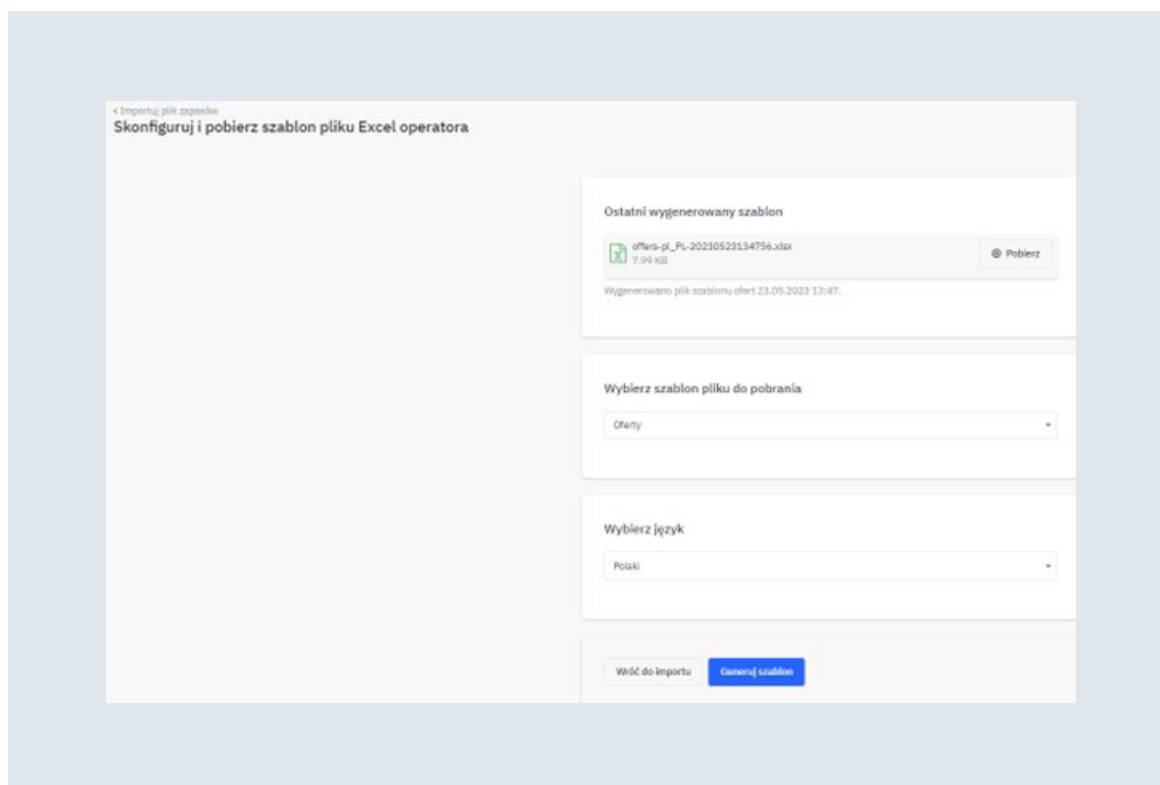 < Importuj plik zapasów
Skonfiguruj i pobierz szablon pliku Excel operatora
Ostatni wygenerowany szablon
offers-pl_PL-20230523134756.xlsx
7.99 KB
Pobierz
Wygenerowano plik szablonu ofert 23.05.2023 13:47.
Wybierz szablon pliku do pobrania
Oferty
Wybierz język
Polski
Wróć do importu
Generuj szablon